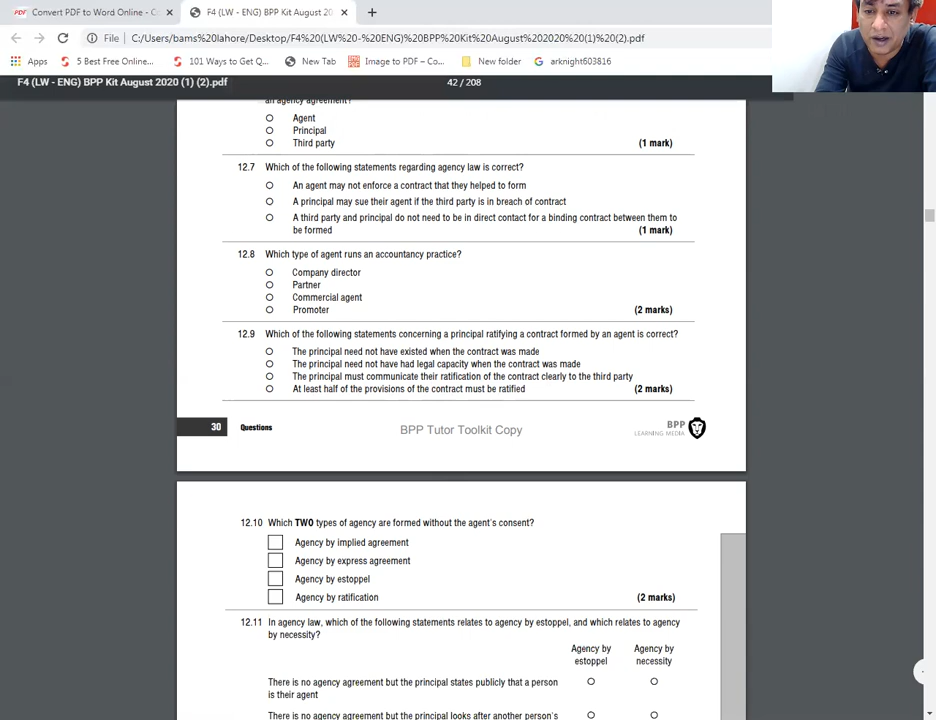 Convert PDF to Word Online - C
F4 (LW - ENG) BPP Kit August 20
File
C:/Users/bams%20lahore/Desktop/F4%20(LW%20-%20ENG)%20BPP%20Kit%20August%202020%20(1)%20(2).pdf
Apps
5 Best Free Online...
101 Ways to Get Q...
New Tab
Image to PDF – Co...
New folder
arknight603816
F4 (LW - ENG) BPP Kit August 2020 (1) (2).pdf
42 / 208
an agency agreement?
Agent
Principal
Third party (1 mark)
12.7 Which of the following statements regarding agency law is correct?
An agent may not enforce a contract that they helped to form
A principal may sue their agent if the third party is in breach of contract
A third party and principal do not need to be in direct contact for a binding contract between them to
be formed (1 mark)
12.8 Which type of agent runs an accountancy practice?
Company director
Partner
Commercial agent
Promoter (2 marks)
12.9 Which of the following statements concerning a principal ratifying a contract formed by an agent is correct?
The principal need not have existed when the contract was made
The principal need not have had legal capacity when the contract was made
The principal must communicate their ratification of the contract clearly to the third party
At least half of the provisions of the contract must be ratified (2 marks)
30 Questions
BPP Tutor Toolkit Copy
BPP
LEARNING MEDIA
12.10 Which TWO types of agency are formed without the agent's consent?
Agency by implied agreement
Agency by express agreement
Agency by estoppel
Agency by ratification (2 marks)
12.11 In agency law, which of the following statements relates to agency by estoppel, and which relates to agency
by necessity?
Agency by Agency by
estoppel necessity
There is no agency agreement but the principal states publicly that a person
is their agent
There is no agency agreement but the principal looks after another person's